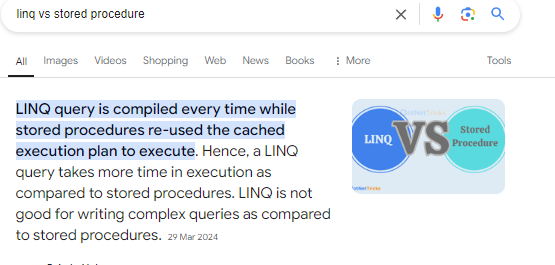 linq vs stored procedure
All Images Videos Shopping Web News Books More Tools
LINQ query is compiled every time while
stored procedures re-used the cached
execution plan to execute. Hence, a LINQ
query takes more time in execution as
compared to stored procedures. LINQ is not
good for writing complex queries as compared
to stored procedures. 29 Mar 2024
LINQ VS Stored
Procedure